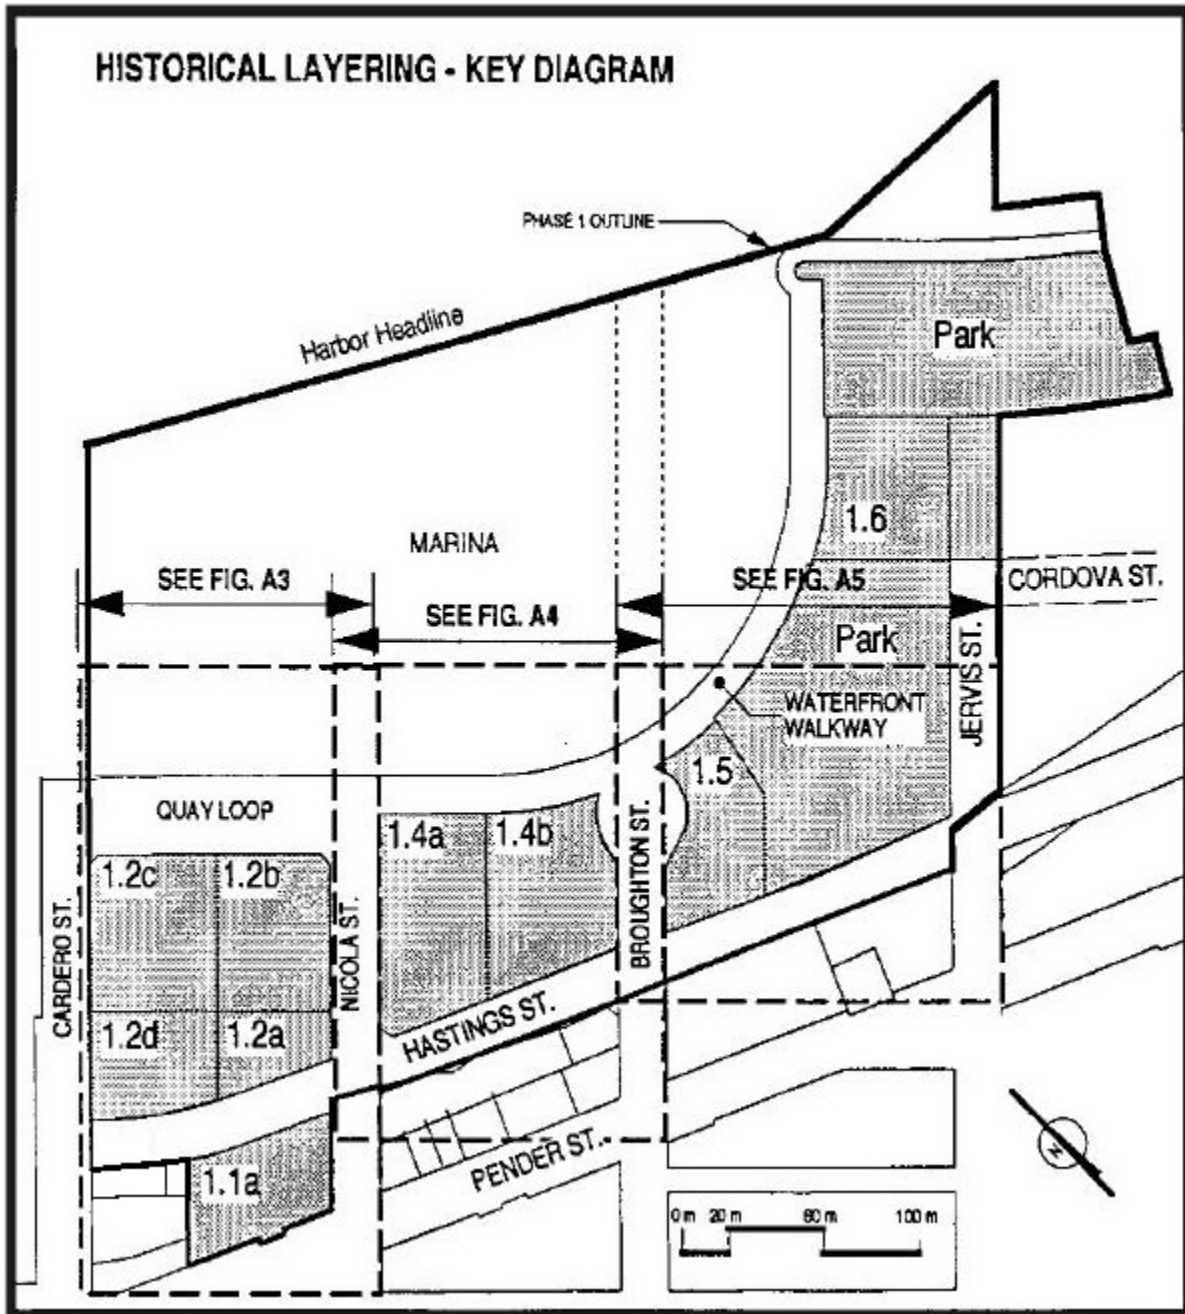 HISTORICAL LAYERING - KEY DIAGRAM
PHASE 1 OUTLINE
Harbor Headline
Park
1.6
MARINA
SEE FIG. A3
SEE FIG. A5
CORDOVA ST.
SEE FIG. A4
Park
JERVIS ST.
WATERFRONT
WALKWAY
1.5
QUAY LOOP
1.4a
1.4b
BROUGHTON ST.
1.2c
1.2b
CARDERO ST.
NICOLA ST.
1.2d
1.2a
HASTINGS ST.
PENDER ST.
1.1a
N
0 m 20 m 60 m 100 m